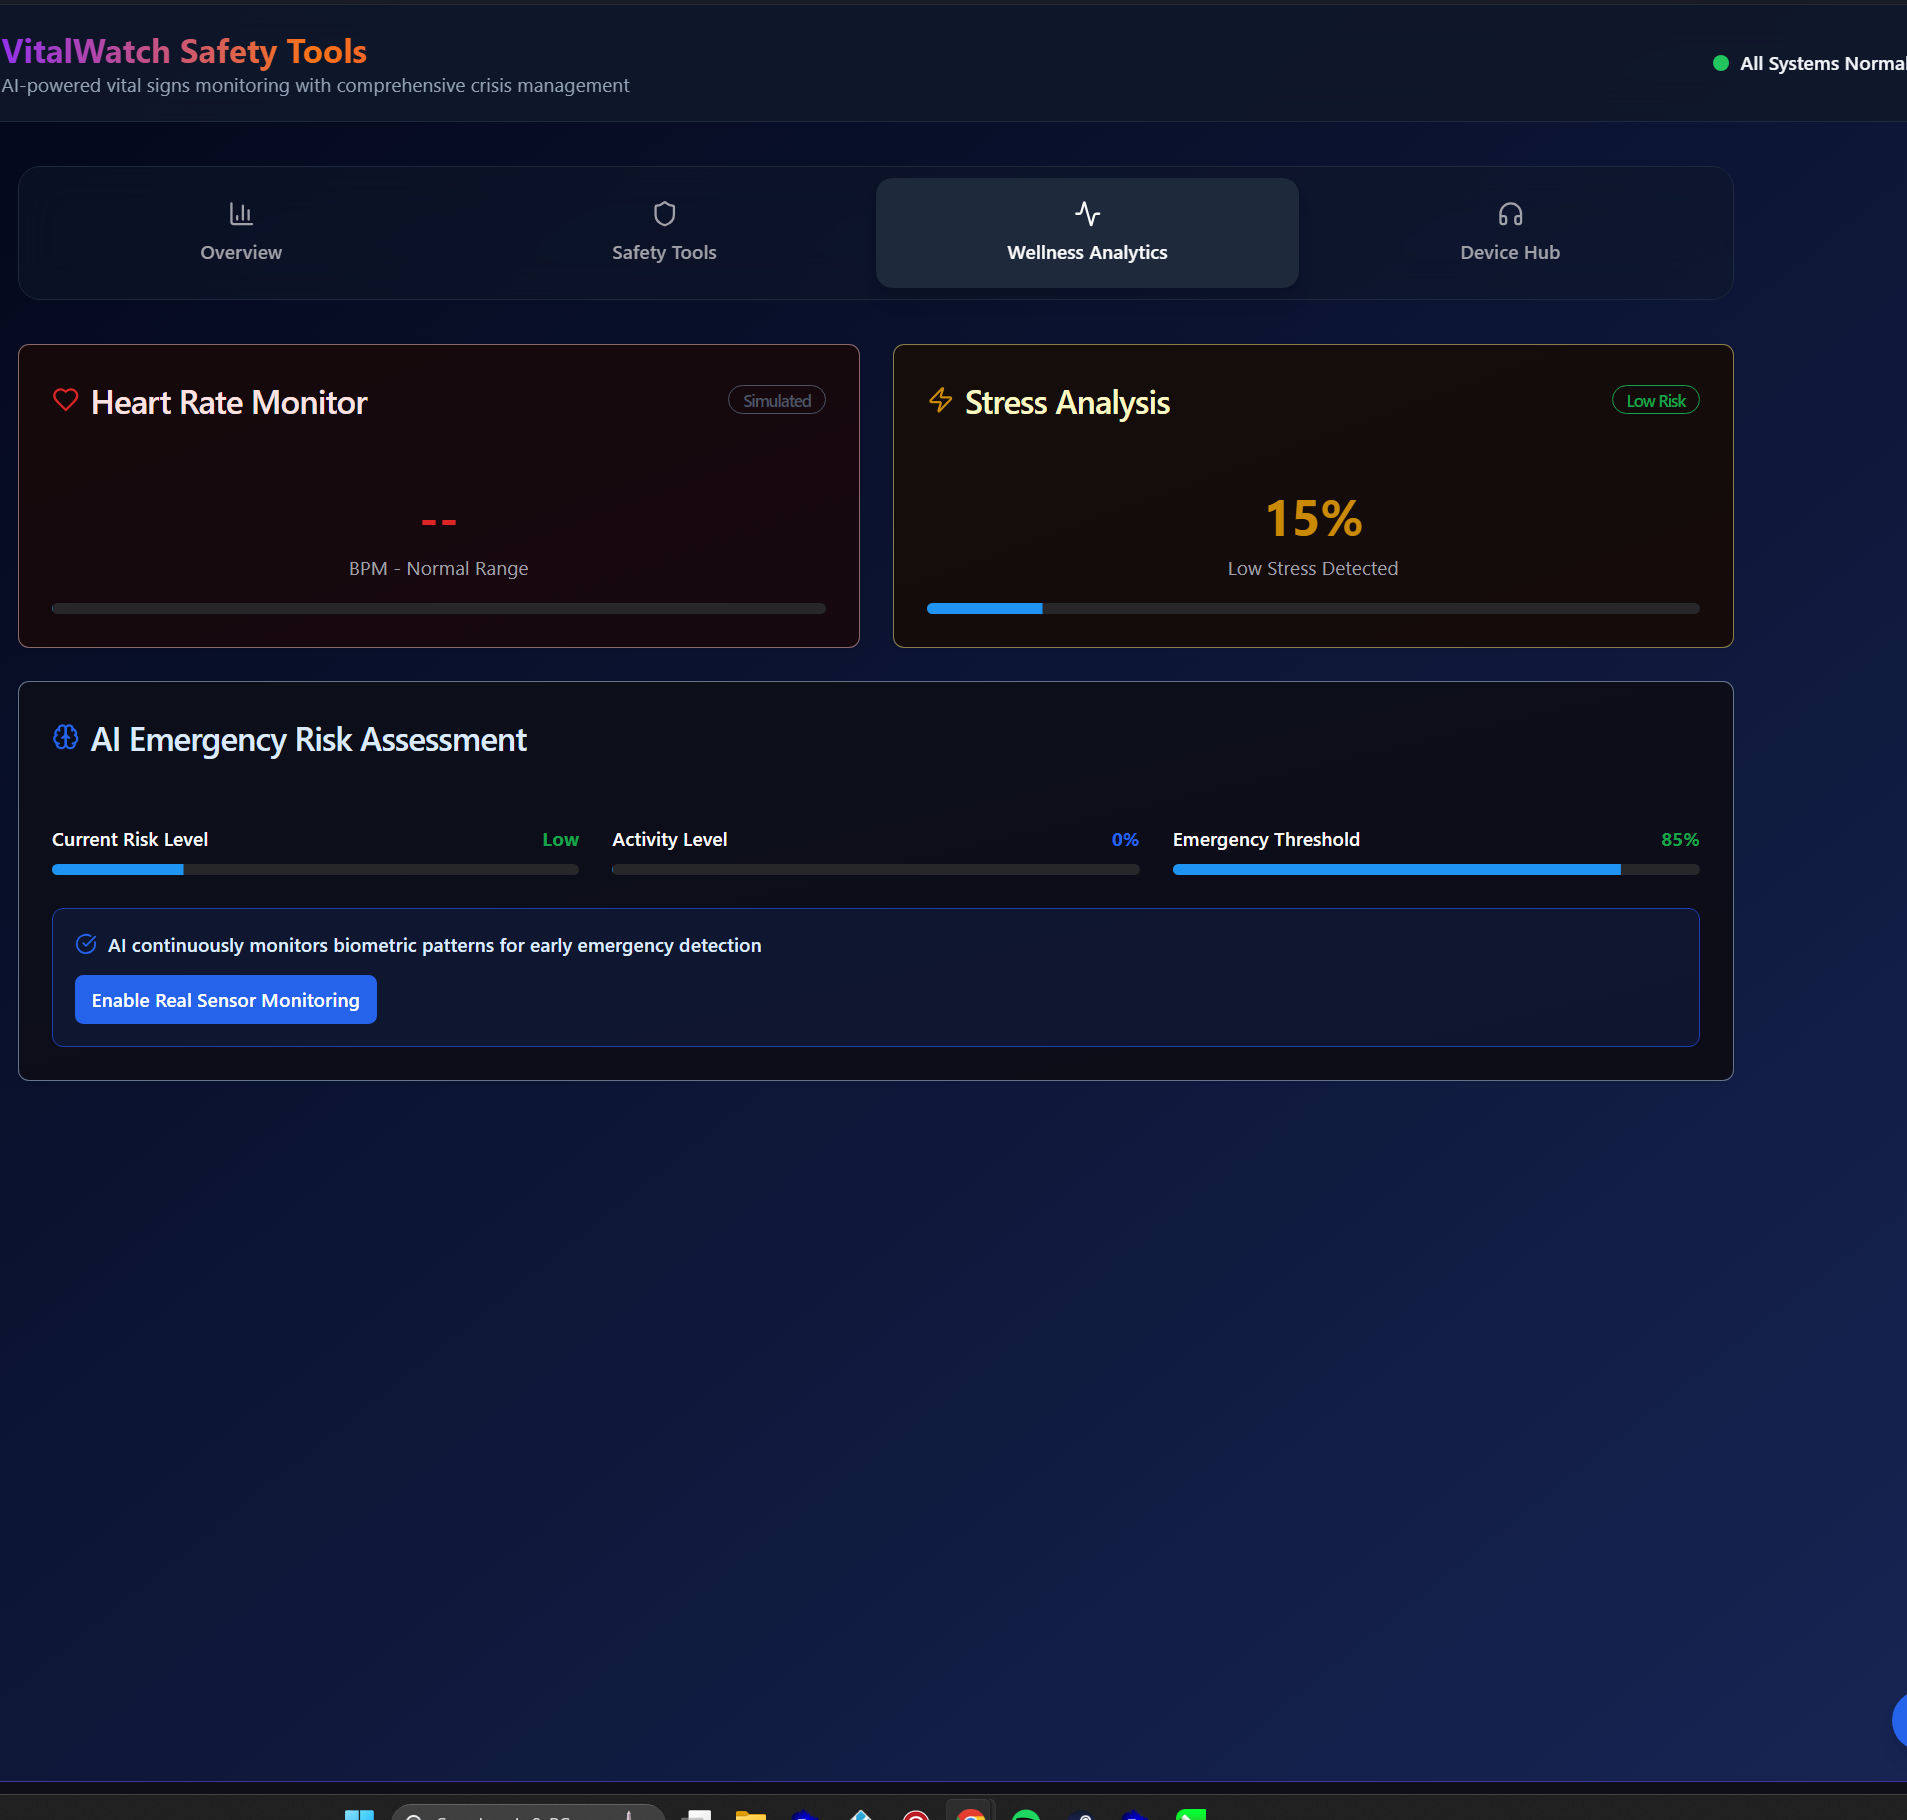 VitalWatch Safety Tools
AI-powered vital signs monitoring with comprehensive crisis management
All Systems Normal
Overview
Safety Tools
Wellness Analytics
Device Hub
Heart Rate Monitor
Simulated
--
BPM - Normal Range
Stress Analysis
Low Risk
15%
Low Stress Detected
AI Emergency Risk Assessment
Current Risk Level
Low
Activity Level
0%
Emergency Threshold
85%
AI continuously monitors biometric patterns for early emergency detection
Enable Real Sensor Monitoring